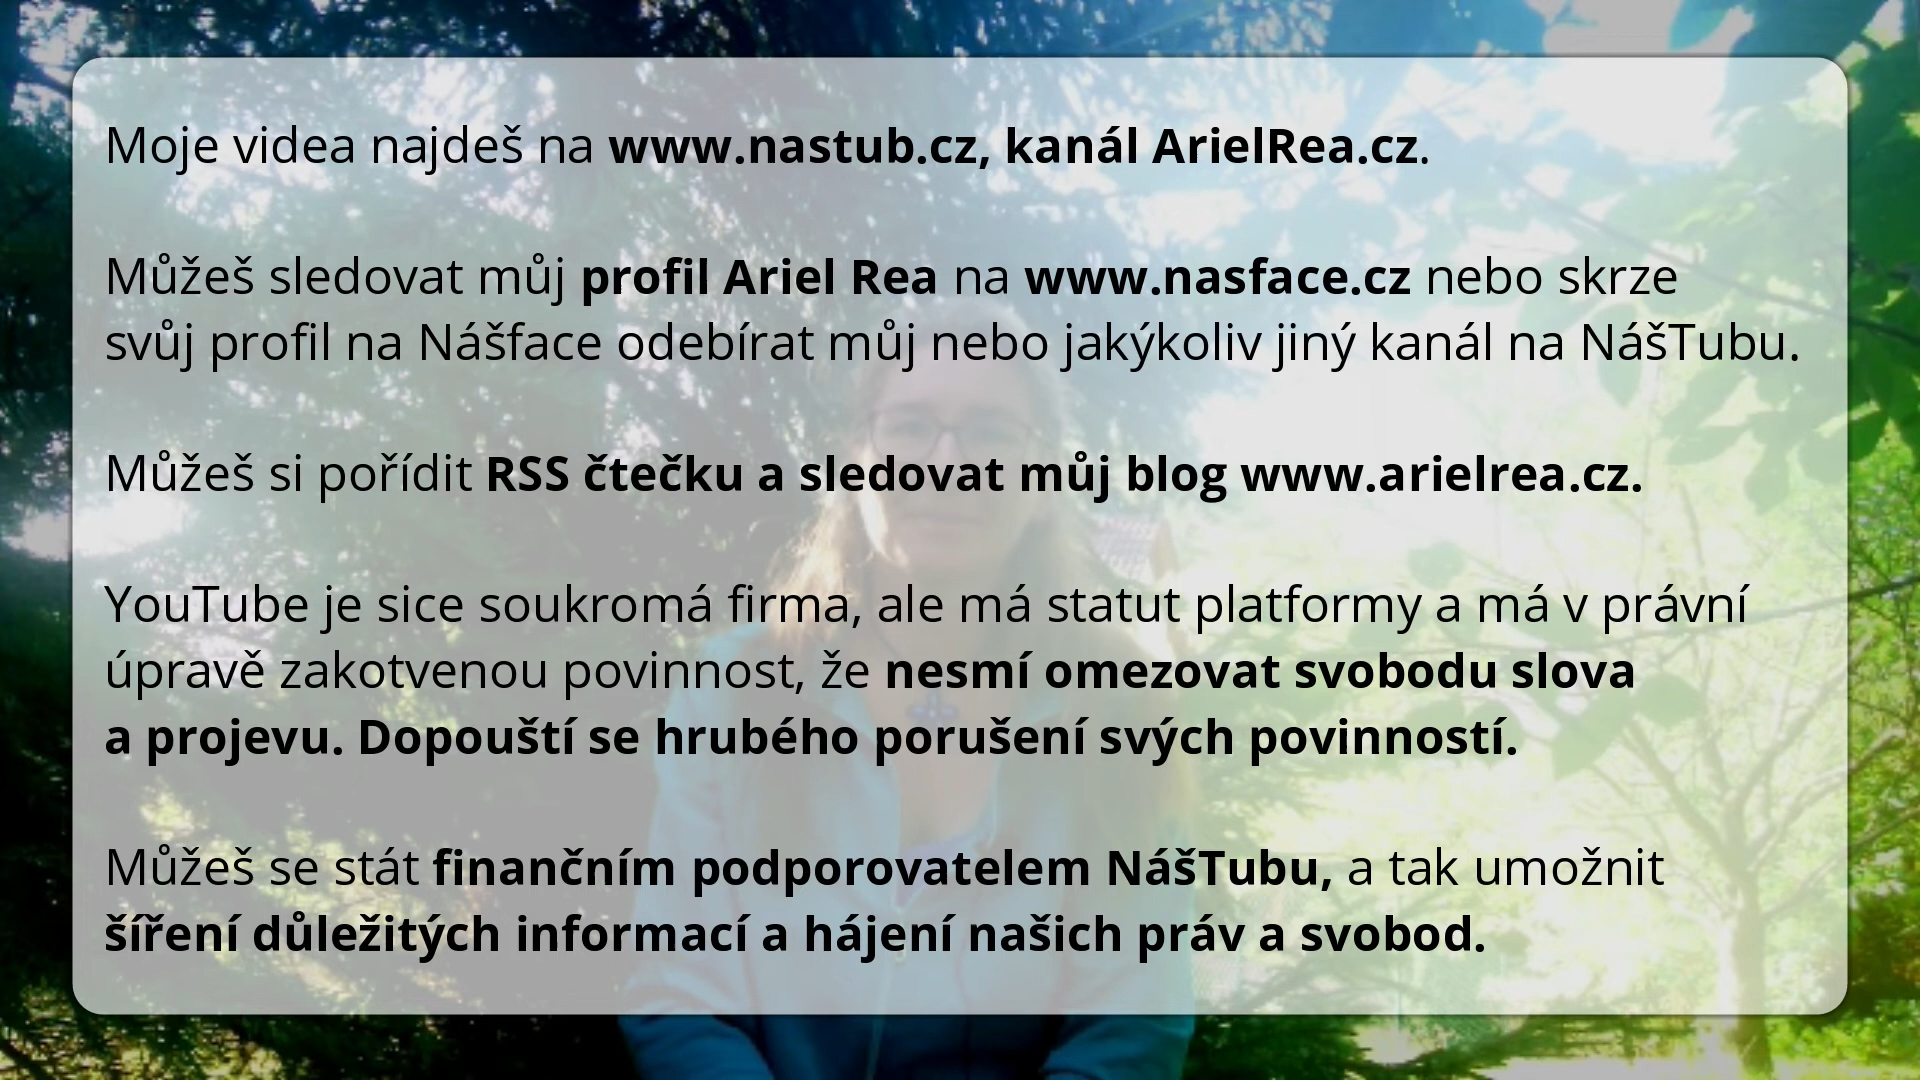 Moje videa najdeš na www.nastub.cz, kanál ArielRea.cz.
Můžeš sledovat můj profil Ariel Rea na www.nasface.cz nebo skrze
svůj profil na Nášface odebírat můj nebo jakýkoliv jiný kanál na NášTubu.
Můžeš si pořídit RSS čtečku a sledovat můj blog www.arielrea.cz.
YouTube je sice soukromá firma, ale má statut platformy a má v právní
úpravě zakotvenou povinnost, že nesmí omezovat svobodu slova
a projevu. Dopouští se hrubého porušení svých povinností.
Můžeš se stát finančním podporovatelem NášTubu, a tak umožnit
šíření důležitých informací a hájení našich práv a svobod.